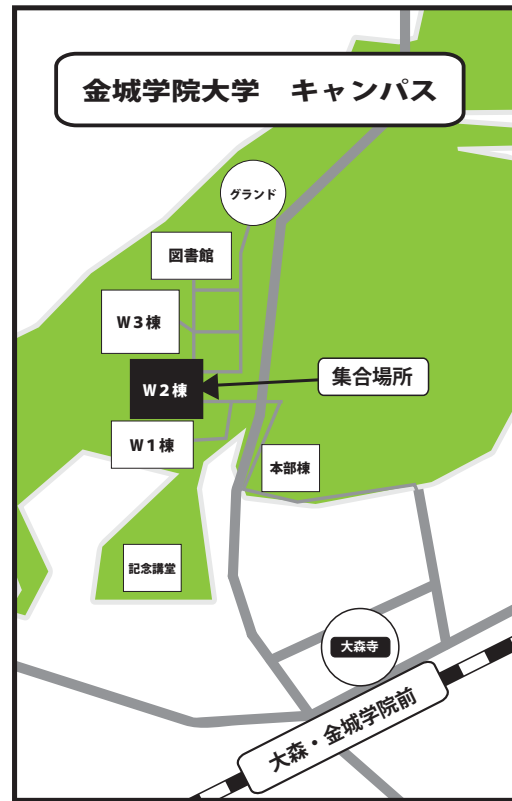 金城学院大学　キャンパス
グランド
図書館
W3棟
W2棟
集合場所
W1棟
本部棟
記念講堂
大森寺
大森・金城学院前